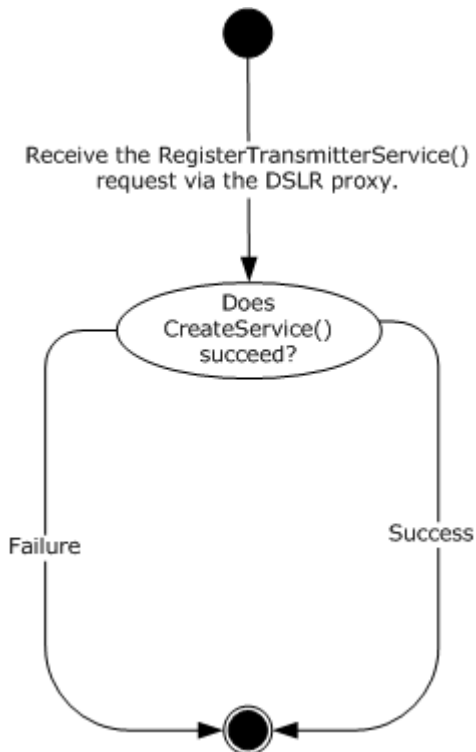 Receive the RegisterTransmitterService()
request via the DSLR proxy.
Does
CreateService()
succeed?
Failure
Success